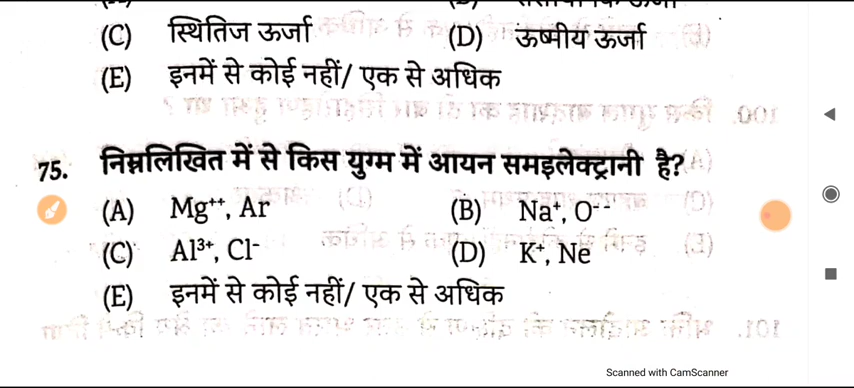 (C) स्थितिज ऊर्जा (D) ऊष्मीय ऊर्जा
(E) इनमें से कोई नहीं/ एक से अधिक
75. निम्नलिखित में से किस युग्म में आयन समइलेक्ट्रानी है?
(A) Mg⁺⁺, Ar (B) Na⁺, O⁻⁻
(C) Al³⁺, Cl⁻ (D) K⁺, Ne
(E) इनमें से कोई नहीं/ एक से अधिक
Scanned with CamScanner